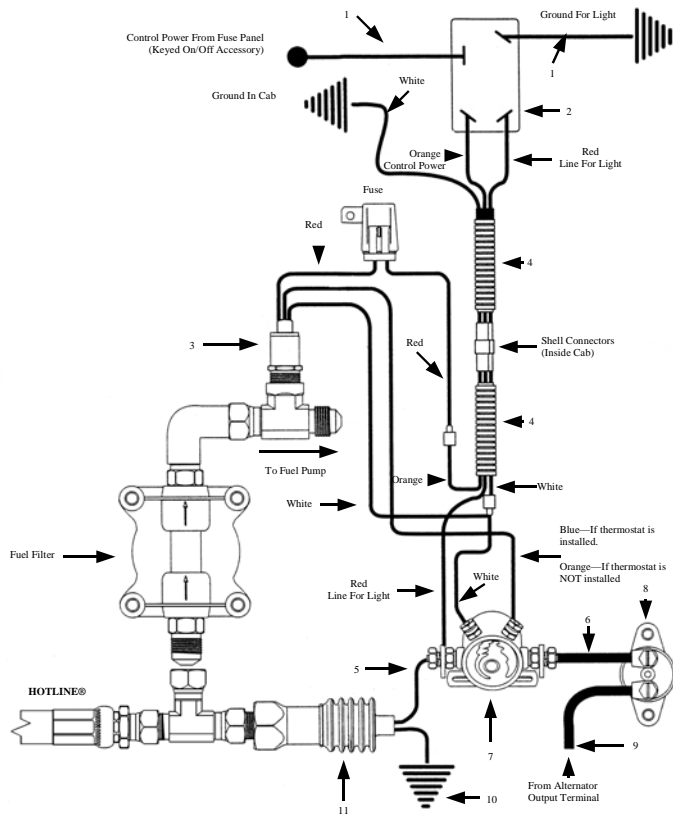 1
Ground For Light
Control Power From Fuse Panel
(Keyed On/Off Accessory)
1
White
Ground In Cab
2
Orange
Control Power
Red
Line For Light
Fuse
Red
4
3
Shell Connectors
(Inside Cab)
Red
4
To Fuel Pump
Orange
White
White
Blue—If thermostat is
installed.
Orange—If thermostat is
NOT installed
Fuel Filter
Red
Line For Light
White
8
6
5
HOTLINE®
7
9
From Alternator
Output Terminal
10
11